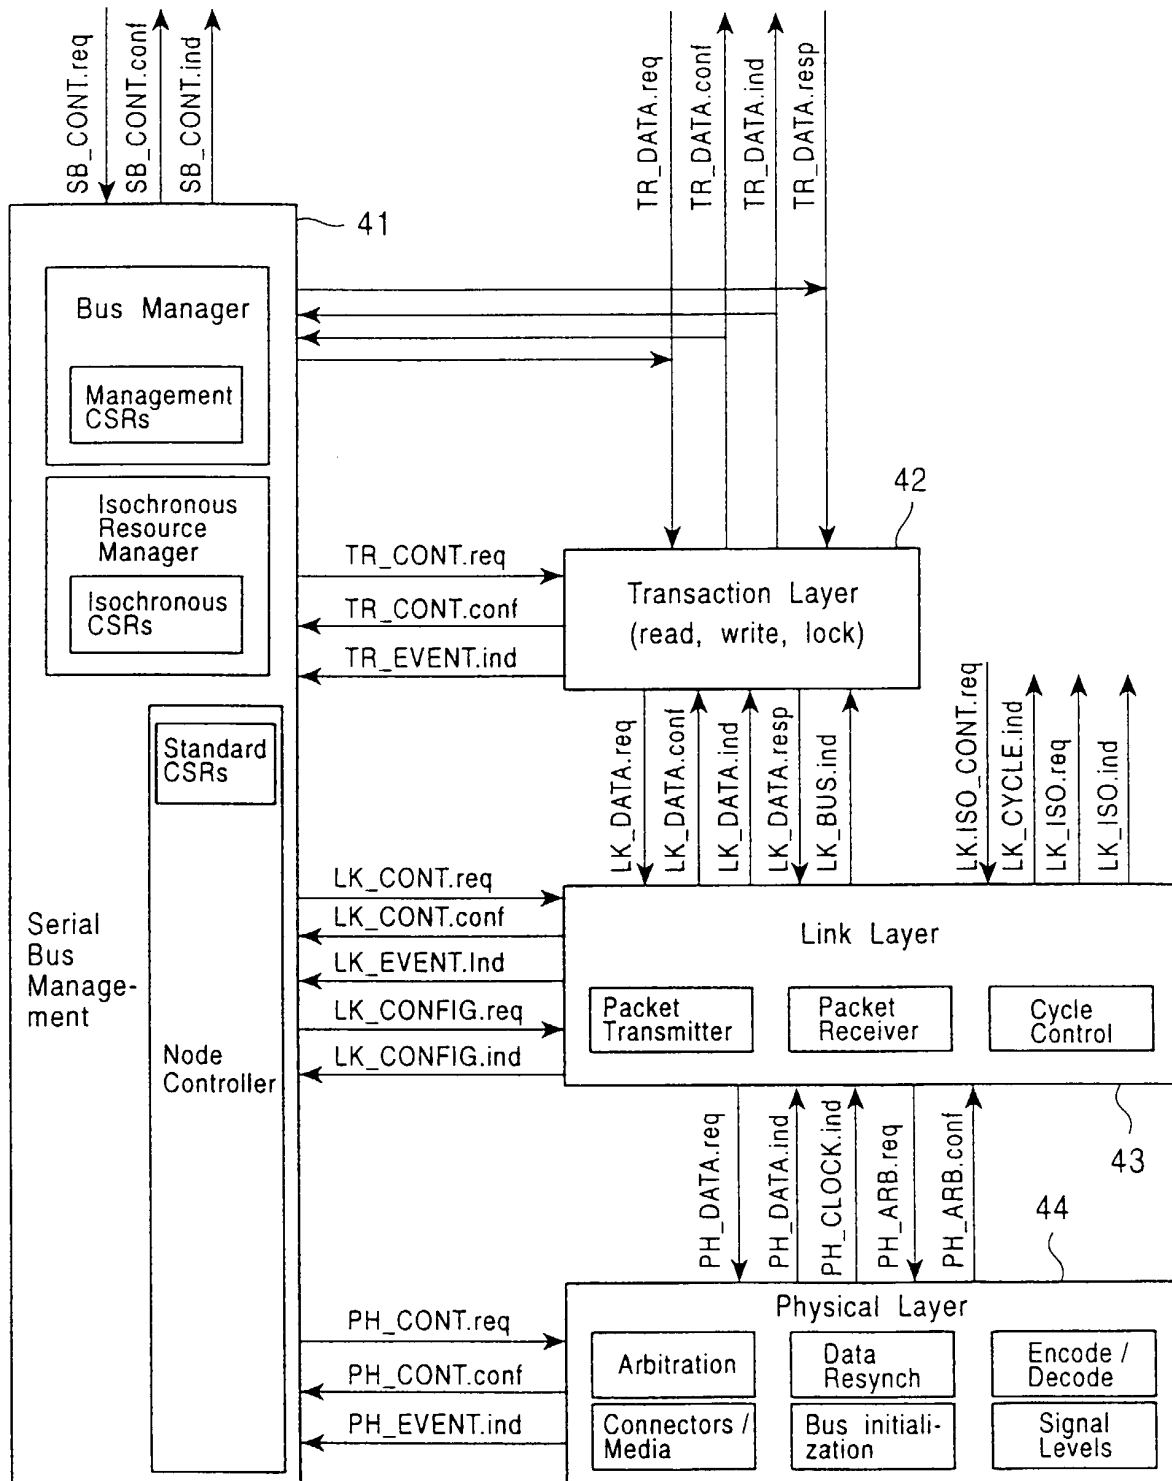 SB_CONT.req
SB_CONT.conf
SB_CONT.ind
TR_DATA.req
TR_DATA.conf
TR_DATA.ind
TR_DATA.resp
41
Bus Manager
Management
CSRs
Isochronous
Resource
Manager
Isochronous
CSRs
TR_CONT.req
TR_CONT.conf
TR_EVENT.ind
42
Transaction Layer
(read, write, lock)
Standard
CSRs
LK_DATA.req
LK_DATA.conf
LK_DATA.ind
LK_DATA.resp
LK_BUS.ind
LK.ISO_CONT.req
LK_CYCLE.ind
LK_ISO.req
LK_ISO.ind
Serial
Bus
Manage-
ment
Node
Controller
LK_CONT.req
LK_CONT.conf
LK_EVENT.Ind
LK_CONFIG.req
LK_CONFIG.ind
Link Layer
Packet
Transmitter
Packet
Receiver
Cycle
Control
43
PH_DATA.req
PH_DATA.ind
PH_CLOCK.ind
PH_ARB.req
PH_ARB.conf
44
PH_CONT.req
PH_CONT.conf
PH_EVENT.ind
Physical Layer
Arbitration
Data
Resynch
Encode /
Decode
Connectors /
Media
Bus initiali-
zation
Signal
Levels